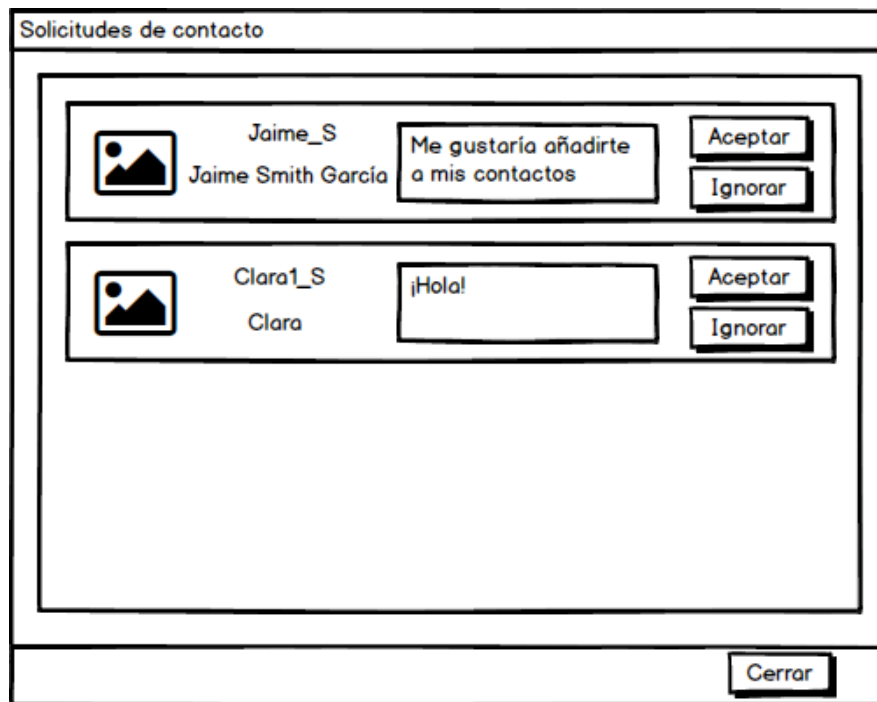 Solicitudes de contacto
Jaime_S
Jaime Smith García
Me gustaría añadirte
a mis contactos
Aceptar
Ignorar
Clara1_S
Clara
¡Hola!
Aceptar
Ignorar
Cerrar